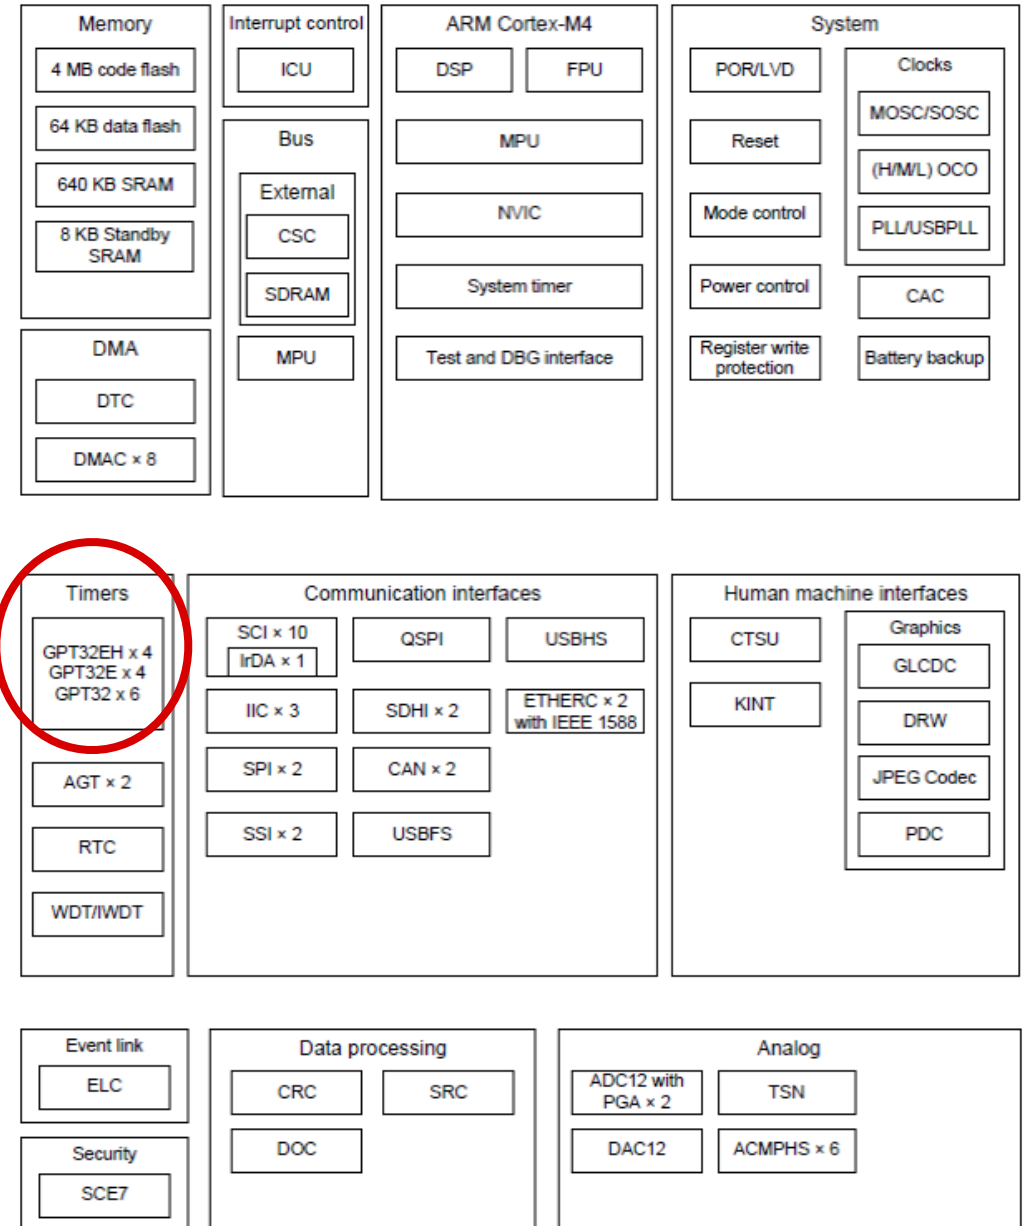 Memory
4 MB code flash
64 KB data flash
640 KB SRAM
8 KB Standby
SRAM
DMA
DTC
DMAC × 8
Interrupt control
ICU
Bus
External
CSC
SDRAM
MPU
ARM Cortex-M4
DSP
FPU
MPU
NVIC
System timer
Test and DBG interface
System
POR/LVD
Reset
Mode control
Power control
Register write
protection
Clocks
MOSC/SOSC
(H/M/L) OCO
PLL/USBPLL
CAC
Battery backup
Timers
GPT32EH x 4
GPT32E x 4
GPT32 x 6
AGT × 2
RTC
WDT/IWDT
Communication interfaces
SCI × 10
IrDA × 1
IIC × 3
SPI × 2
SSI × 2
QSPI
SDHI × 2
CAN × 2
USBFS
USBHS
ETHERC × 2
with IEEE 1588
Human machine interfaces
CTSU
KINT
Graphics
GLCDC
DRW
JPEG Codec
PDC
Event link
ELC
Security
SCE7
Data processing
CRC
SRC
DOC
Analog
ADC12 with
PGA × 2
TSN
DAC12
ACMPHS × 6